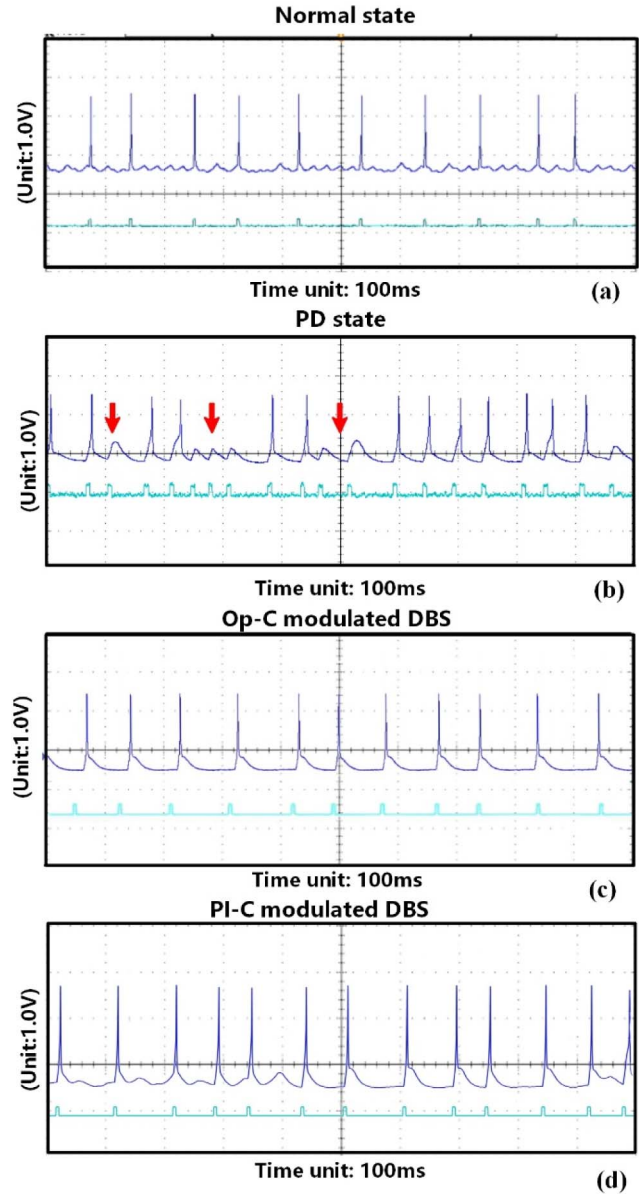 Normal state
(Unit:1.0V)
Time unit: 100ms
(a)
PD state
(Unit:1.0V)
Time unit: 100ms
(b)
Op-C modulated DBS
(Unit:1.0V)
Time unit: 100ms
(c)
PI-C modulated DBS
(Unit:1.0V)
Time unit: 100ms
(d)